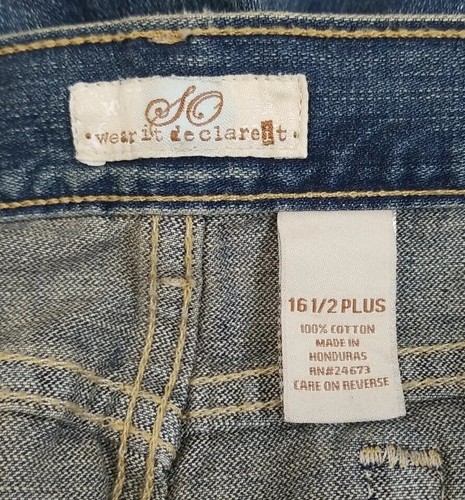 SO
• wear it declare it •
16 1/2 PLUS
100% COTTON
MADE IN
HONDURAS
RN#24673
CARE ON REVERSE